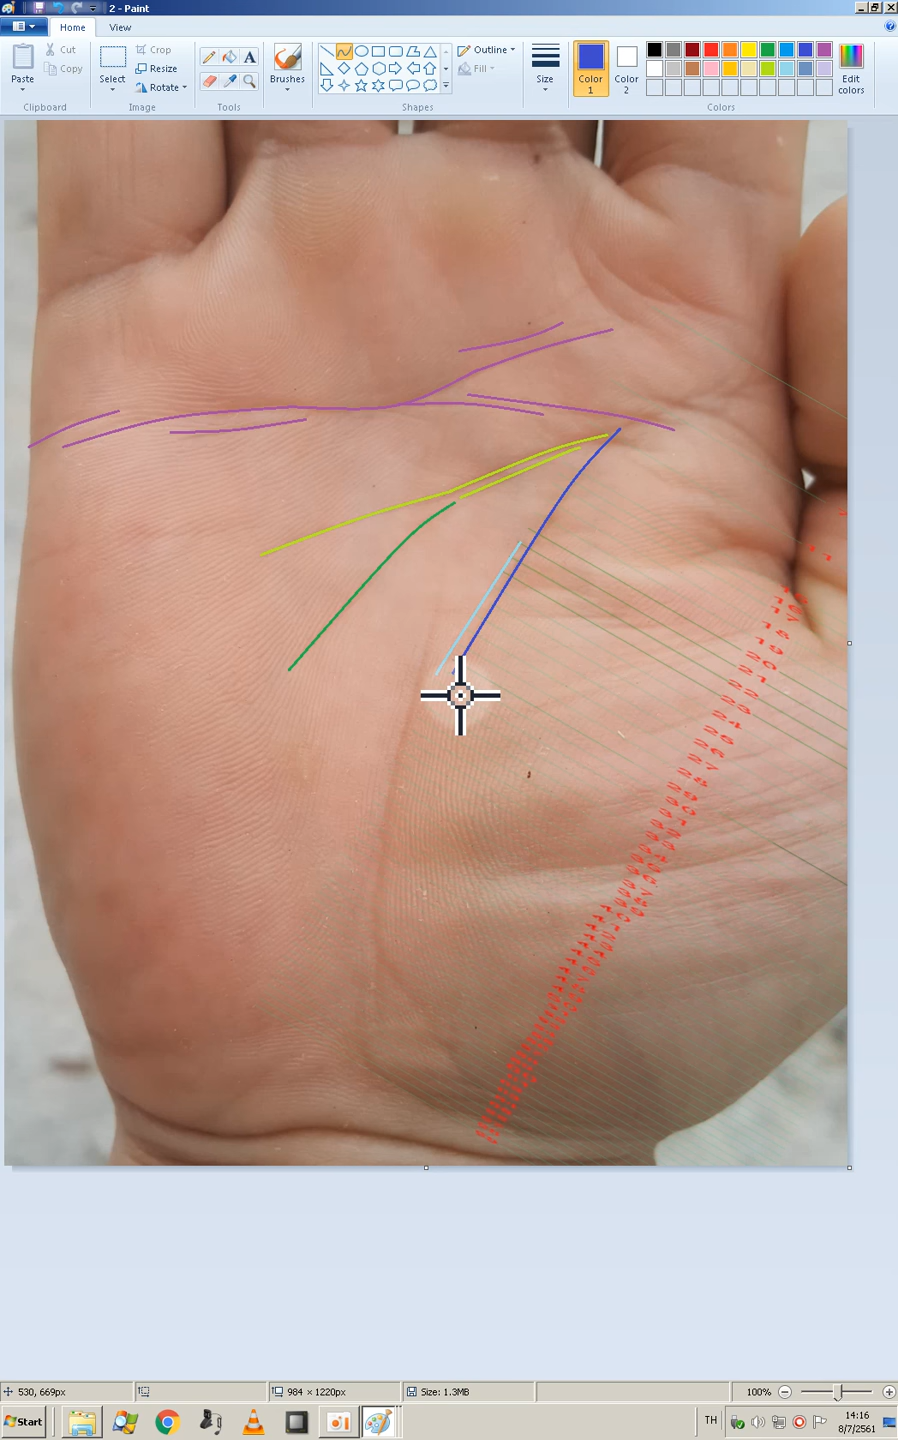 2 - Paint
Home View
Paste
Cut
Copy
Clipboard
Select
Crop
Resize
Rotate
Image
A
Tools
Brushes
Outline
Fill
Shapes
Size
Color 1
Color 2
Edit colors
Colors
530, 669px
984 × 1220px
Size: 1.3MB
100%
Start
TH
14:16
8/7/2561